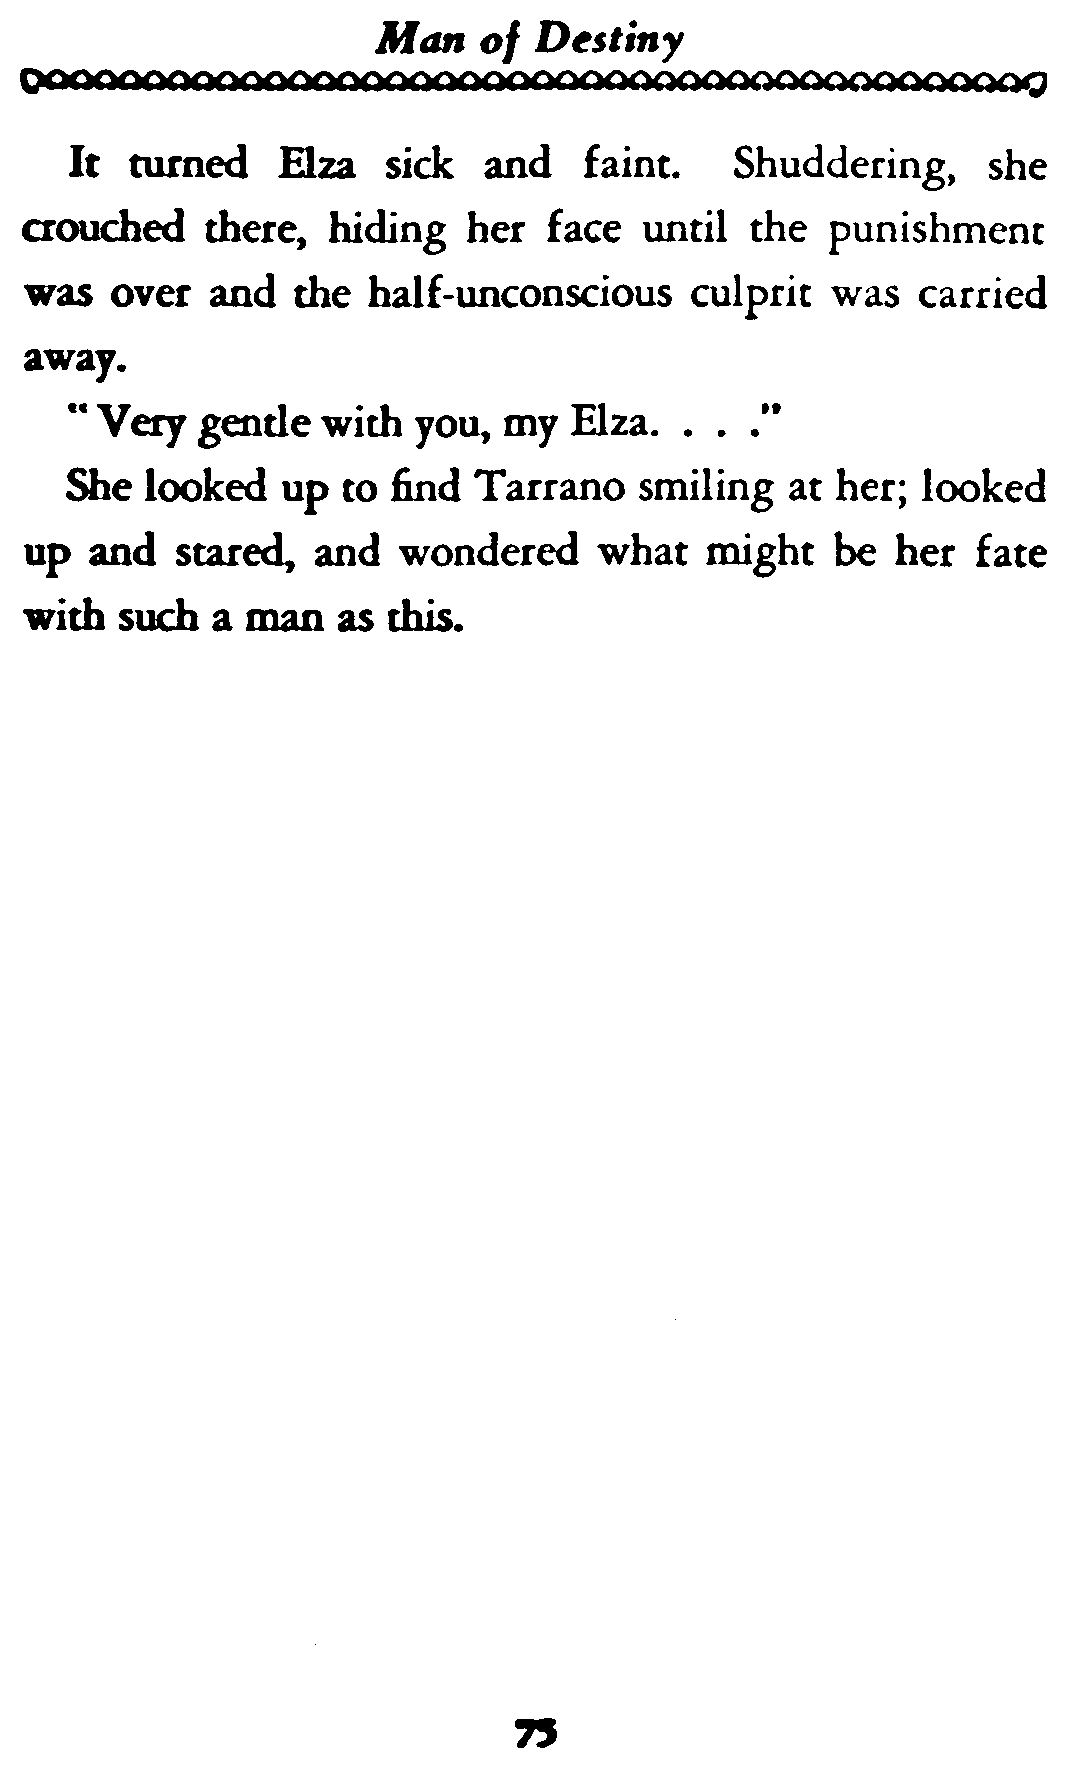 Man of Destiny
It turned Elza sick and faint. Shuddering, she
crouched there, hiding her face until the punishment
was over and the half-unconscious culprit was carried
away.
"Very gentle with you, my Elza. . . ."
She looked up to find Tarrano smiling at her; looked
up and stared, and wondered what might be her fate
with such a man as this.
75